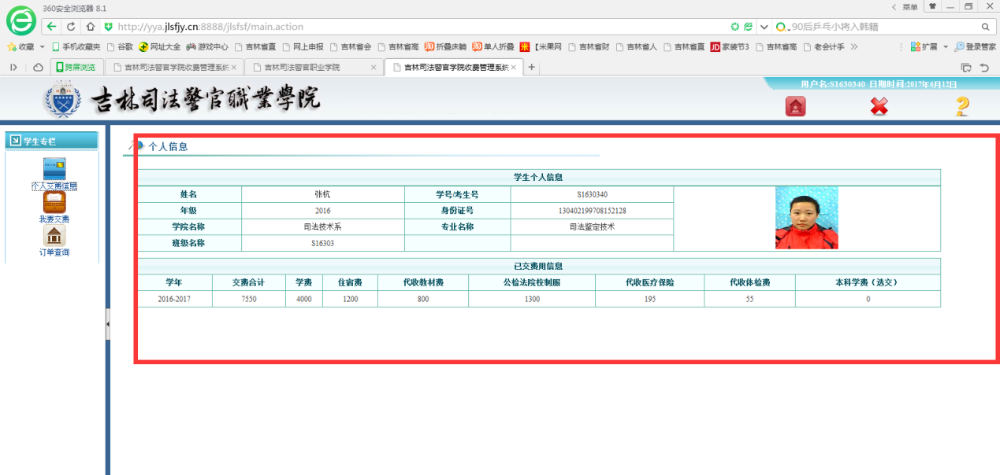 360安全浏览器 8.1
菜单
http://yya.jlsfjy.cn:8888/jlsfsf/main.action
90后乒乓小将入韩籍
收藏 手机收藏夹 谷歌 网址大全 游戏中心 吉林省直 网上申报 吉林省会 吉林省高 折叠床躺 单人折叠 【米果网 吉林省财 吉林省人 吉林省直 家装节3 吉林省高 老会计手 扩展 登录管家
跨屏浏览 吉林司法警官学院收费管理系统 吉林司法警官职业学院 吉林司法警官学院收费管理系统
吉林司法警官職業學院
用户名:S1630340 日期时间:2017年6月12日
学生专栏
个人交费信息
我要交费
订单查询
个人信息
学生个人信息
姓名 张杭 学号/考生号 S1630340
年级 2016 身份证号 130402199708152128
学院名称 司法技术系 专业名称 司法鉴定技术
班级名称 S16303
已交费用信息
学年 交费合计 学费 住宿费 代收教材费 公检法院校制服 代收医疗保险 代收体检费 本科学费（选交）
2016-2017 7550 4000 1200 800 1300 195 55 0